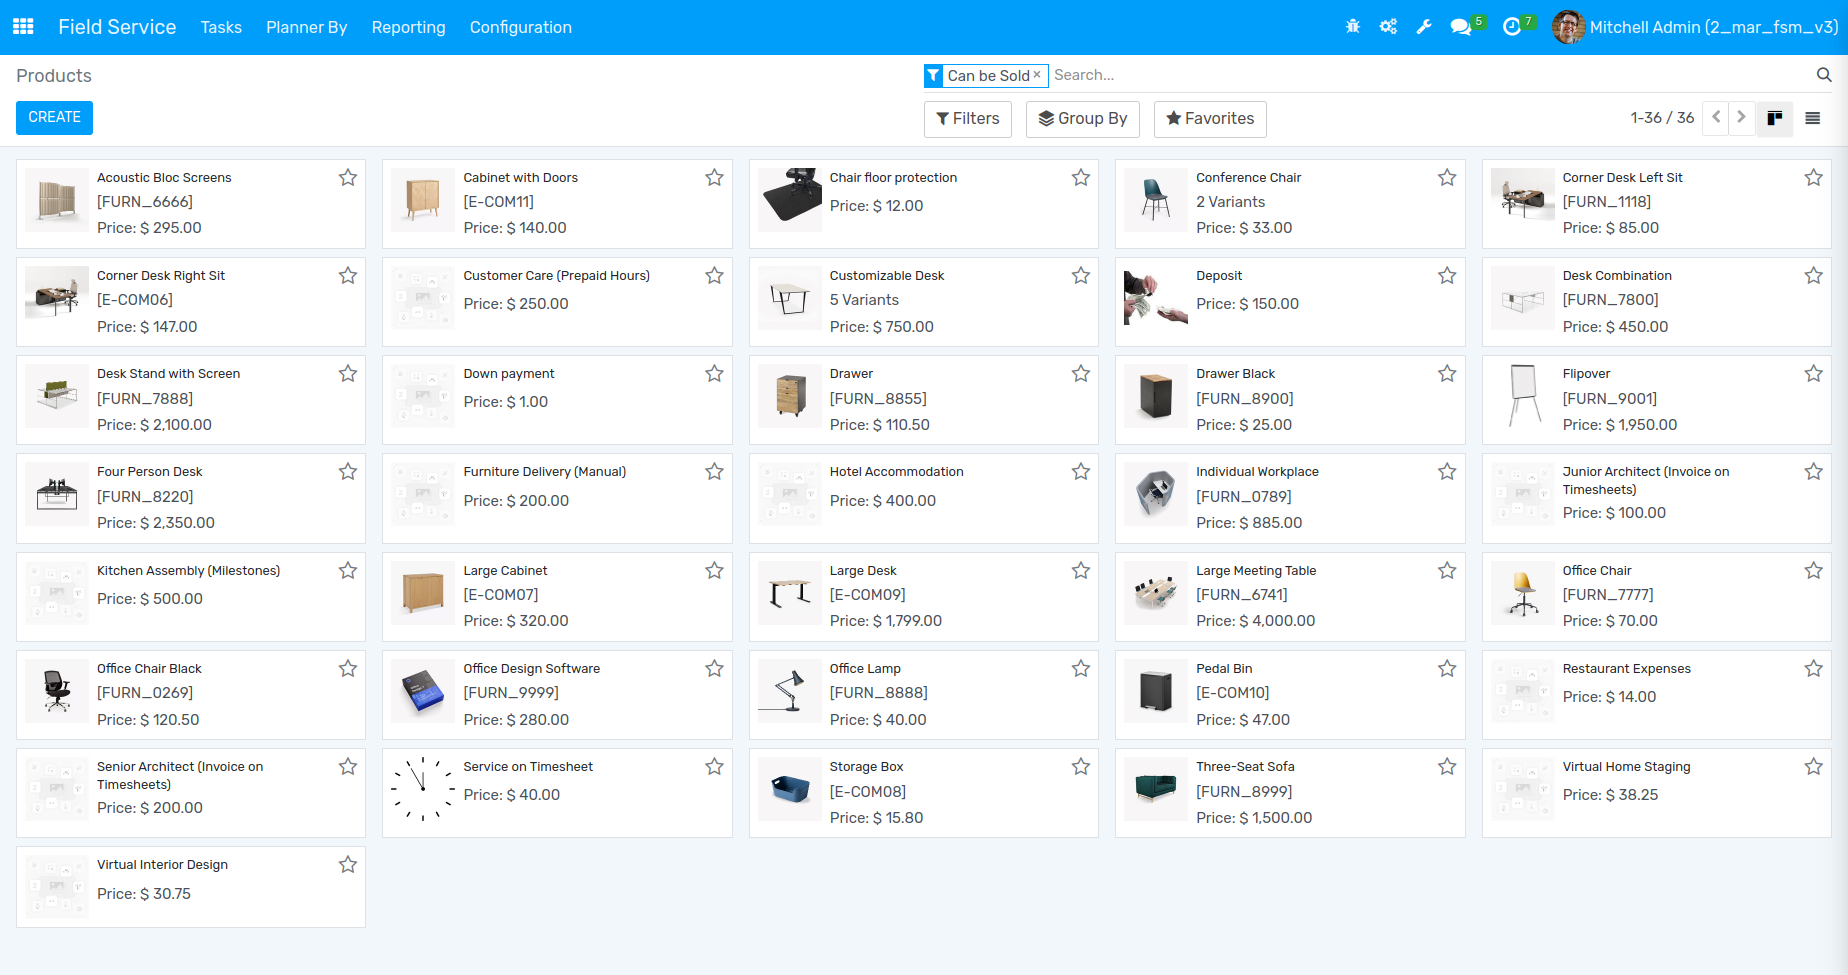 Field Service Tasks Planner By Reporting Configuration 5 7 Mitchell Admin (2_mar_fsm_v3)
Products
Can be Sold × Search...
CREATE
Filters Group By Favorites 1-36 / 36
Acoustic Bloc Screens
[FURN_6666]
Price: $ 295.00
Cabinet with Doors
[E-COM11]
Price: $ 140.00
Chair floor protection
Price: $ 12.00
Conference Chair
2 Variants
Price: $ 33.00
Corner Desk Left Sit
[FURN_1118]
Price: $ 85.00
Corner Desk Right Sit
[E-COM06]
Price: $ 147.00
Customer Care (Prepaid Hours)
Price: $ 250.00
Customizable Desk
5 Variants
Price: $ 750.00
Deposit
Price: $ 150.00
Desk Combination
[FURN_7800]
Price: $ 450.00
Desk Stand with Screen
[FURN_7888]
Price: $ 2,100.00
Down payment
Price: $ 1.00
Drawer
[FURN_8855]
Price: $ 110.50
Drawer Black
[FURN_8900]
Price: $ 25.00
Flipover
[FURN_9001]
Price: $ 1,950.00
Four Person Desk
[FURN_8220]
Price: $ 2,350.00
Furniture Delivery (Manual)
Price: $ 200.00
Hotel Accommodation
Price: $ 400.00
Individual Workplace
[FURN_0789]
Price: $ 885.00
Junior Architect (Invoice on
Timesheets)
Price: $ 100.00
Kitchen Assembly (Milestones)
Price: $ 500.00
Large Cabinet
[E-COM07]
Price: $ 320.00
Large Desk
[E-COM09]
Price: $ 1,799.00
Large Meeting Table
[FURN_6741]
Price: $ 4,000.00
Office Chair
[FURN_7777]
Price: $ 70.00
Office Chair Black
[FURN_0269]
Price: $ 120.50
Office Design Software
[FURN_9999]
Price: $ 280.00
Office Lamp
[FURN_8888]
Price: $ 40.00
Pedal Bin
[E-COM10]
Price: $ 47.00
Restaurant Expenses
Price: $ 14.00
Senior Architect (Invoice on
Timesheets)
Price: $ 200.00
Service on Timesheet
Price: $ 40.00
Storage Box
[E-COM08]
Price: $ 15.80
Three-Seat Sofa
[FURN_8999]
Price: $ 1,500.00
Virtual Home Staging
Price: $ 38.25
Virtual Interior Design
Price: $ 30.75